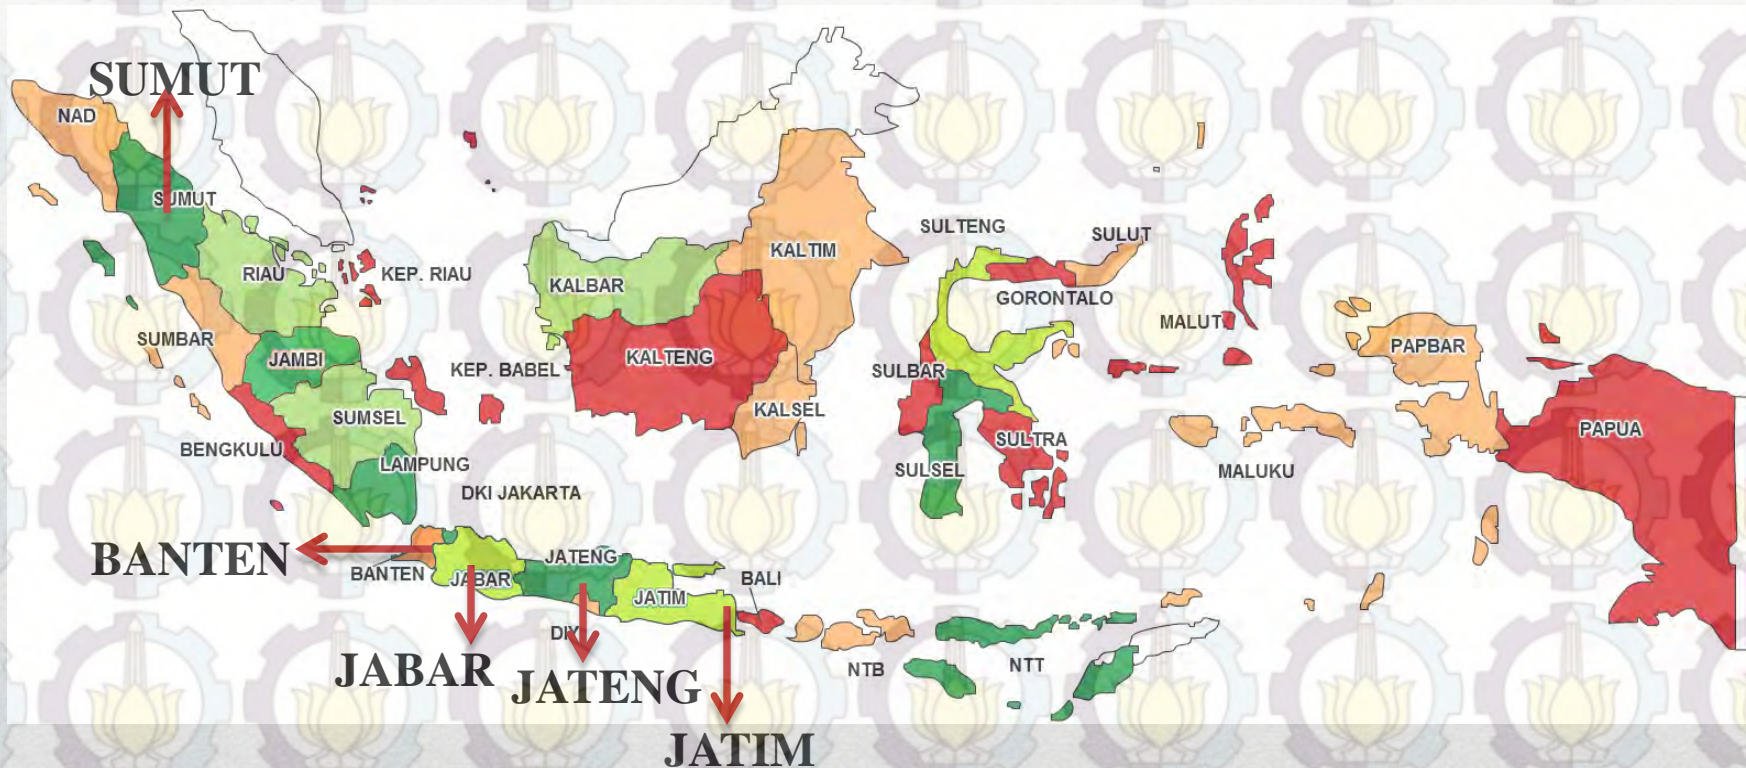 SUMUT
NAD
SUMUT
SULTENG
SULUT
KALTIM
RIAU
KEP. RIAU
KALBAR
GORONTALO
MALUT
SUMBAR
PAPBAR
JAMBI
KALTENG
KEP. BABEL
SULBAR
KALSEL
SUMSEL
PAPUA
SULTRA
BENGKULU
LAMPUNG
SULSEL
MALUKU
DKI JAKARTA
BANTEN
JATENG
BANTEN
JABAR
BALI
JATIM
DIY
NTT
NTB
JABAR
JATENG
JATIM